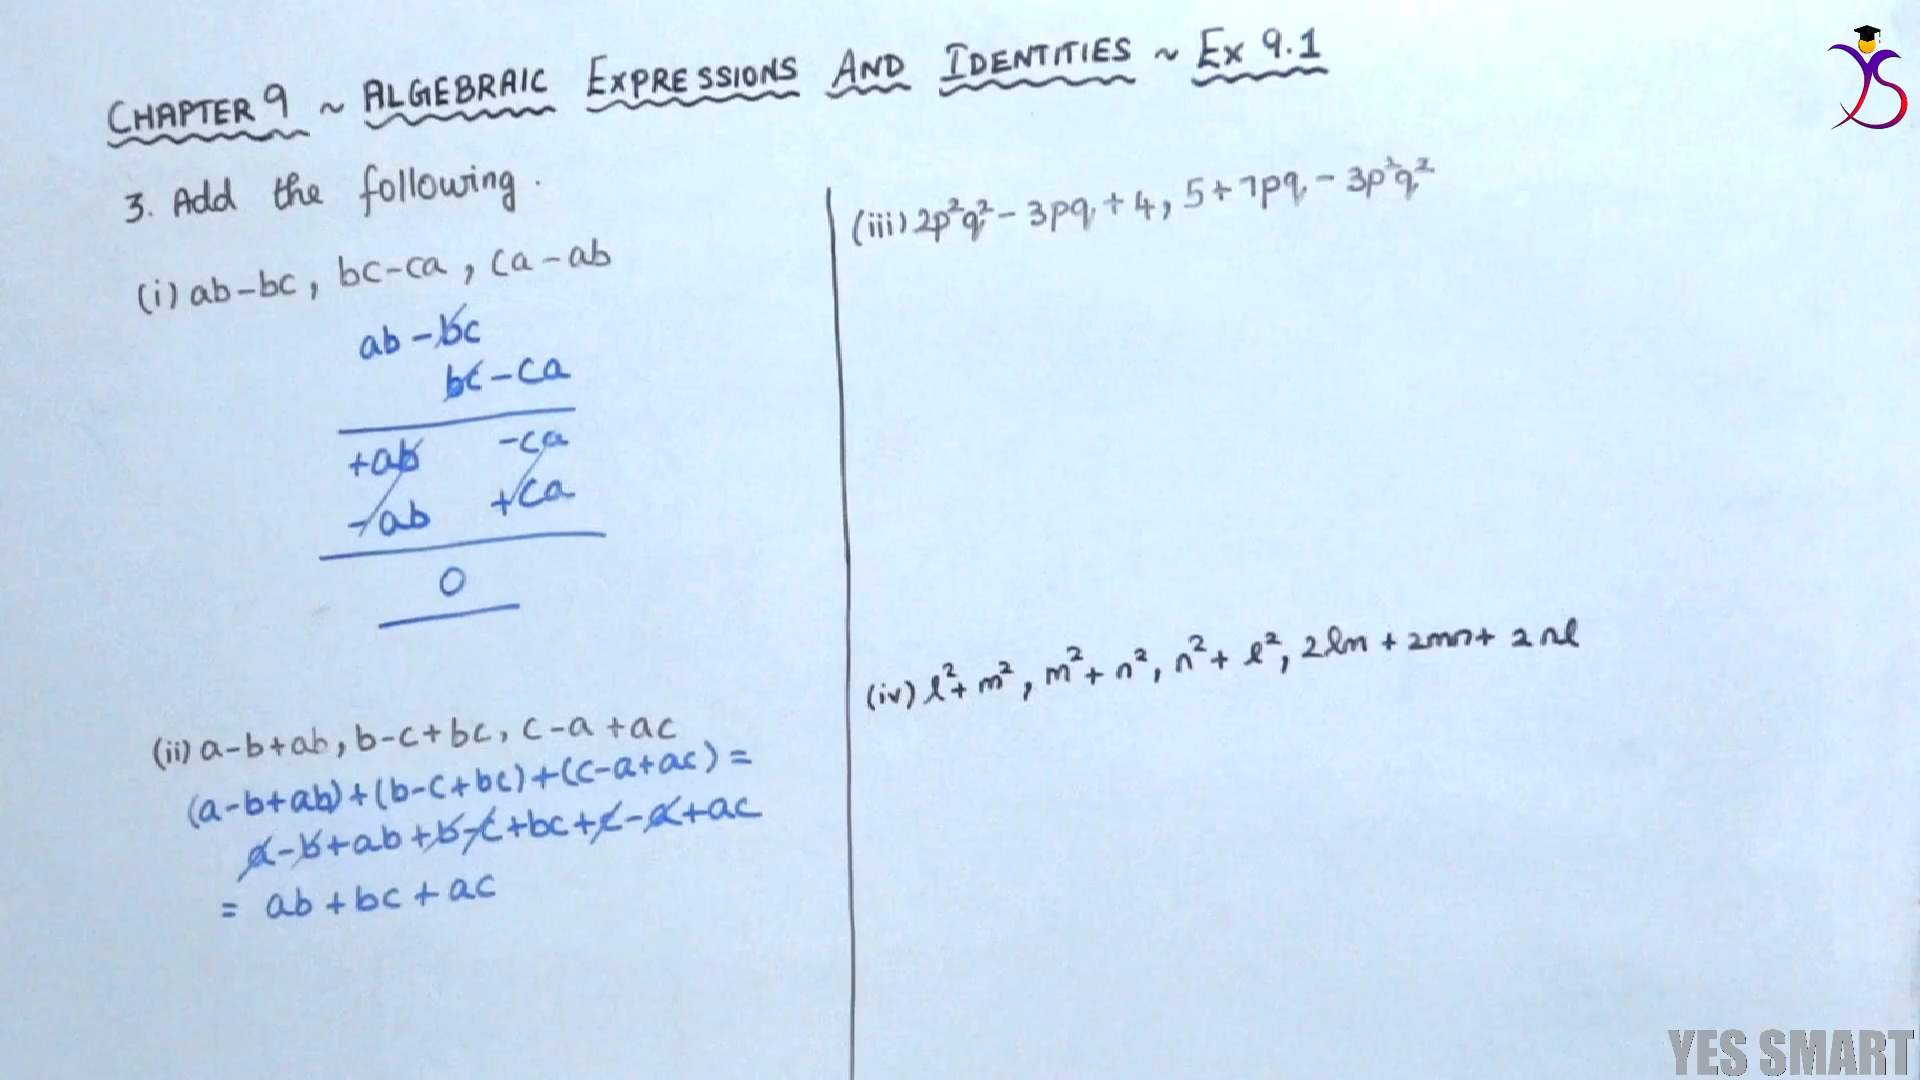 CHAPTER 9 ~ ALGEBRAIC EXPRESSIONS AND IDENTITIES ~ Ex 9.1
3. Add the following.
(i) ab-bc, bc-ca, ca-ab
ab-bc
bc-ca
+ab -ca
-ab +ca
0
(ii) a-b+ab, b-c+bc, c-a+ac
(a-b+ab)+(b-c+bc)+(c-a+ac) =
a-b+ab+b-c+bc+c-a+ac
= ab+bc+ac
(iii) 2p²q²-3pq+4, 5+7pq-3p²q²
(iv) l²+m², m²+n², n²+l², 2lm+2mn+2nl
YS
YES SMART